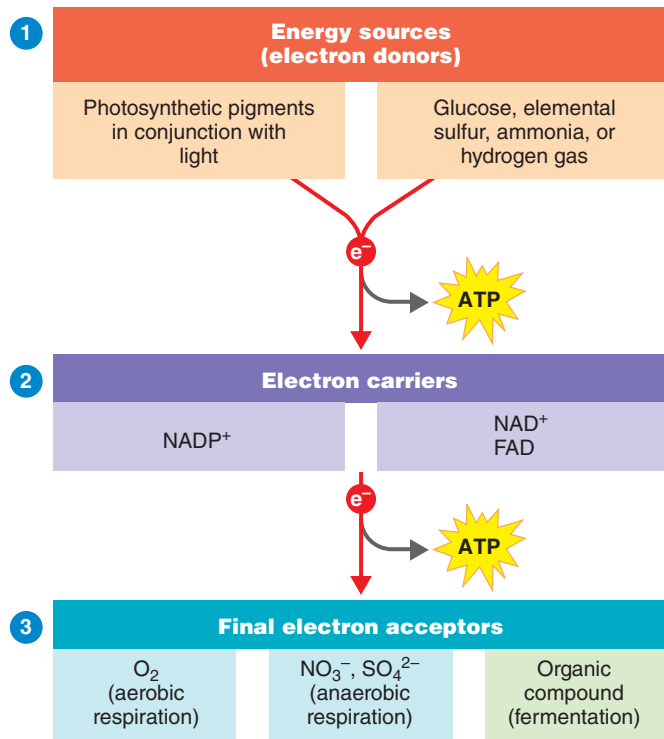 1
Energy sources
(electron donors)
Photosynthetic pigments
in conjunction with
light
Glucose, elemental
sulfur, ammonia, or
hydrogen gas
e⁻
ATP
2
Electron carriers
NADP⁺
NAD⁺
FAD
e⁻
ATP
3
Final electron acceptors
O₂
(aerobic
respiration)
NO₃⁻, SO₄²⁻
(anaerobic
respiration)
Organic
compound
(fermentation)